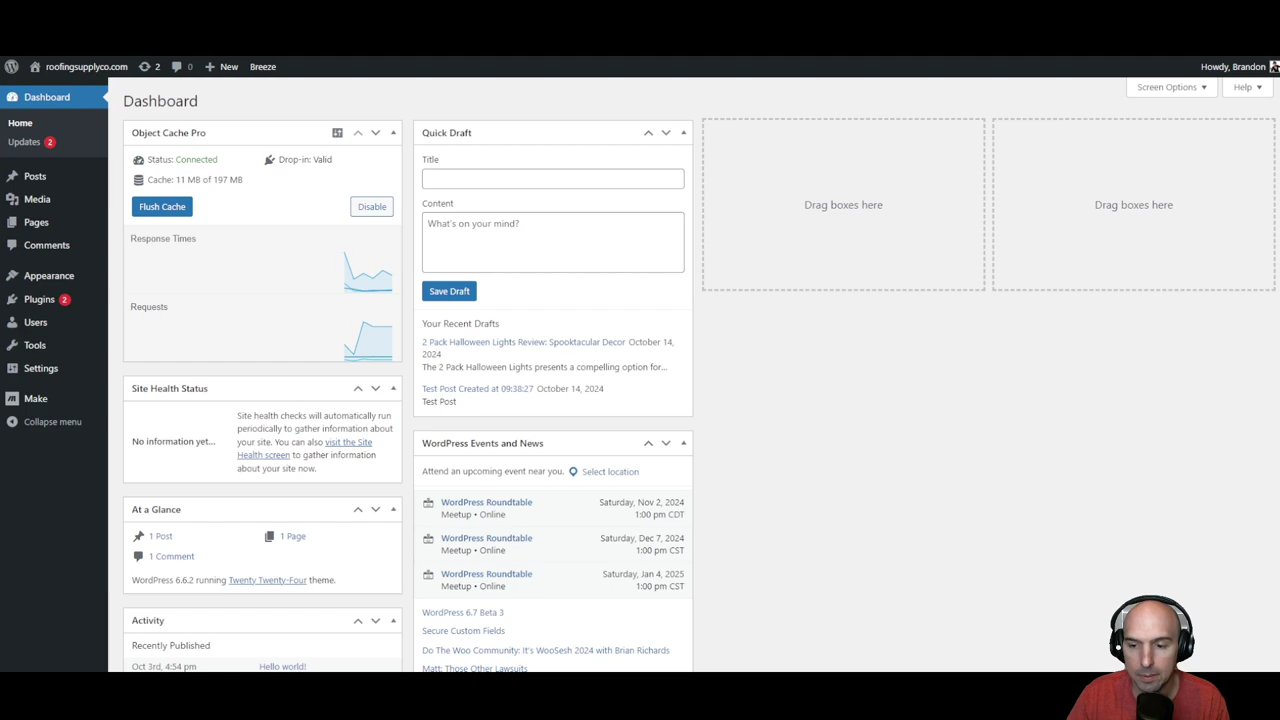 roofingsupplyco.com 2 0 New Breeze Howdy, Brandon
Dashboard
Home
Updates 2
Posts
Media
Pages
Comments
Appearance
Plugins 2
Users
Tools
Settings
Make
Collapse menu
Screen Options Help
Dashboard
Object Cache Pro
Status: Connected Drop-in: Valid
Cache: 11 MB of 197 MB
Flush Cache Disable
Response Times
Requests
Site Health Status
No information yet...
Site health checks will automatically run
periodically to gather information about
your site. You can also visit the Site
Health screen to gather information
about your site now.
At a Glance
1 Post 1 Page
1 Comment
WordPress 6.6.2 running Twenty Twenty-Four theme.
Activity
Recently Published
Oct 3rd, 4:54 pm Hello world!
Quick Draft
Title
Content
What's on your mind?
Save Draft
Your Recent Drafts
2 Pack Halloween Lights Review: Spooktacular Decor October 14,
2024
The 2 Pack Halloween Lights presents a compelling option for...
Test Post Created at 09:38:27 October 14, 2024
Test Post
WordPress Events and News
Attend an upcoming event near you. Select location
WordPress Roundtable Saturday, Nov 2, 2024
Meetup • Online 1:00 pm CDT
WordPress Roundtable Saturday, Dec 7, 2024
Meetup • Online 1:00 pm CST
WordPress Roundtable Saturday, Jan 4, 2025
Meetup • Online 1:00 pm CST
WordPress 6.7 Beta 3
Secure Custom Fields
Do The Woo Community: It's WooSesh 2024 with Brian Richards
Matt: Those Other Lawsuits
Drag boxes here
Drag boxes here